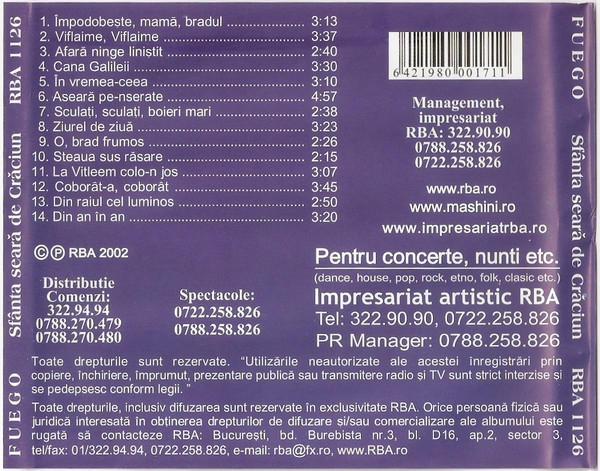 FUEGO Sfânta seară de Crăciun RBA 1126
1. Împodobeste, mamă, bradul .............. 3:13
2. Viflaime, Viflaime .............. 3:37
3. Afară ninge linistit .............. 2:40
4. Cana Galileii .............. 3:30
5. În vremea-ceea .............. 3:10
6. Aseară pe-nserate .............. 4:57
7. Sculați, sculați, boieri mari .............. 2:38
8. Ziurel de ziuă .............. 3:23
9. O, brad frumos .............. 2:26
10. Steaua sus răsare .............. 2:15
11. La Vitleem colo-n jos .............. 3:07
12. Coborât-a, coborât .............. 3:45
13. Din raiul cel luminos .............. 2:50
14. Din an în an .............. 3:20
6421980 001711
Management,
impresariat
RBA: 322.90.90
0788.258.826
0722.258.826
www.rba.ro
www.mashini.ro
www.impresariatrba.ro
© ℗ RBA 2002
Distributie
Comenzi:
322.94.94
0788.270.479
0788.270.480
Spectacole:
0722.258.826
0788.258.826
Pentru concerte, nunti etc.
(dance, house, pop, rock, etno, folk, clasic etc.)
Impresariat artistic RBA
Tel: 322.90.90, 0722.258.826
PR Manager: 0788.258.826
Toate drepturile sunt rezervate. "Utilizările neautorizate ale acestei înregistrări prin
copiere, închiriere, împrumut, prezentare publică sau transmitere radio și TV sunt strict interzise și
se pedepsesc conform legii. "
Toate drepturile, inclusiv difuzarea sunt rezervate în exclusivitate RBA. Orice persoană fizică sau
juridică interesată în obtinerea drepturilor de difuzare și/sau comercializare ale albumului este
rugată să contacteze RBA: București, bd. Burebista nr.3, bl. D16, ap.2, sector 3,
tel/fax: 01/322.94.94, 0722.258.826, e-mail: rba@fx.ro, www.RBA.ro
FUEGO Sfânta seară de Crăciun RBA 1126